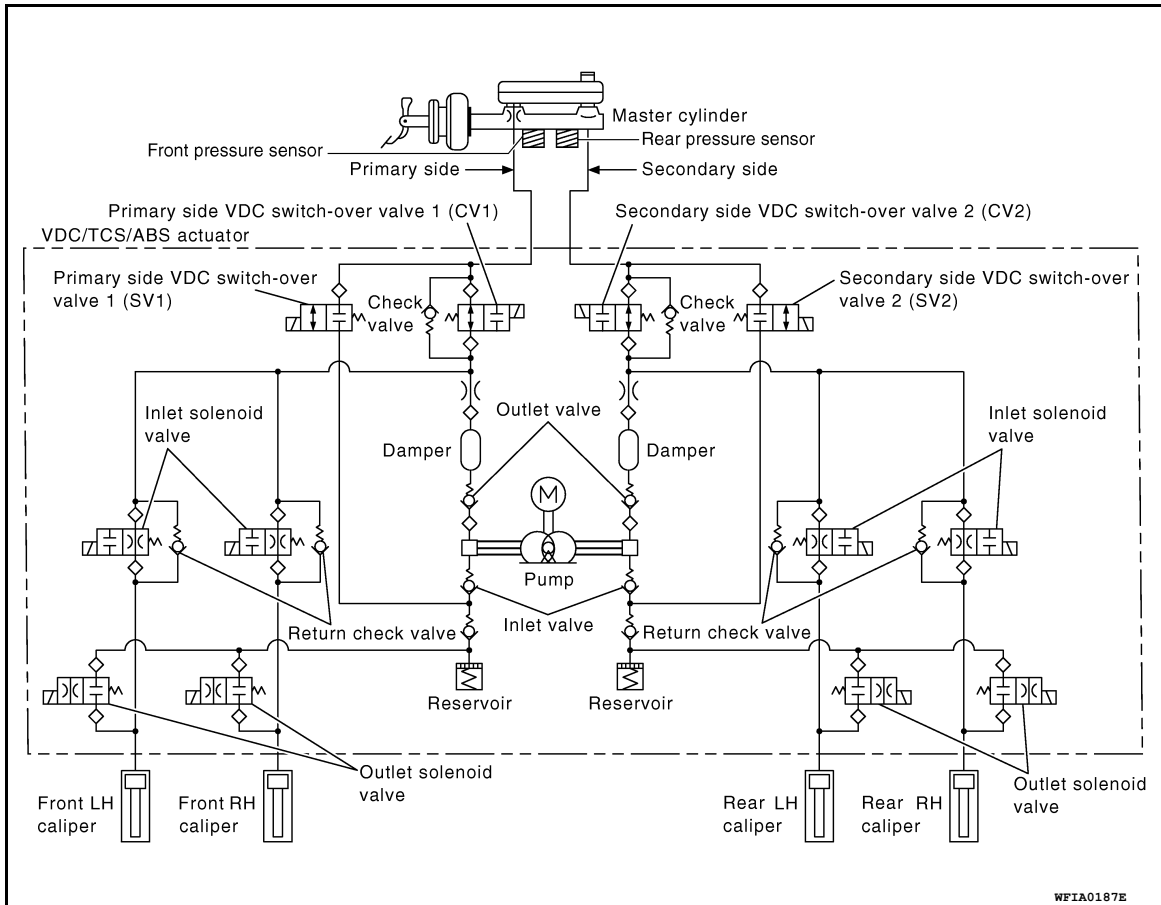 Master cylinder
Front pressure sensor
Rear pressure sensor
Primary side
Secondary side
Primary side VDC switch-over valve 1 (CV1)
Secondary side VDC switch-over valve 2 (CV2)
VDC/TCS/ABS actuator
Primary side VDC switch-over
valve 1 (SV1)
Check
valve
Check
valve
Secondary side VDC switch-over
valve 2 (SV2)
Inlet solenoid
valve
Outlet valve
Inlet solenoid
valve
Damper
Damper
M
Pump
Return check valve
Inlet valve
Return check valve
Reservoir
Reservoir
Outlet solenoid
valve
Outlet solenoid
valve
Front LH
caliper
Front RH
caliper
Rear LH
caliper
Rear RH
caliper
WFIA0187E